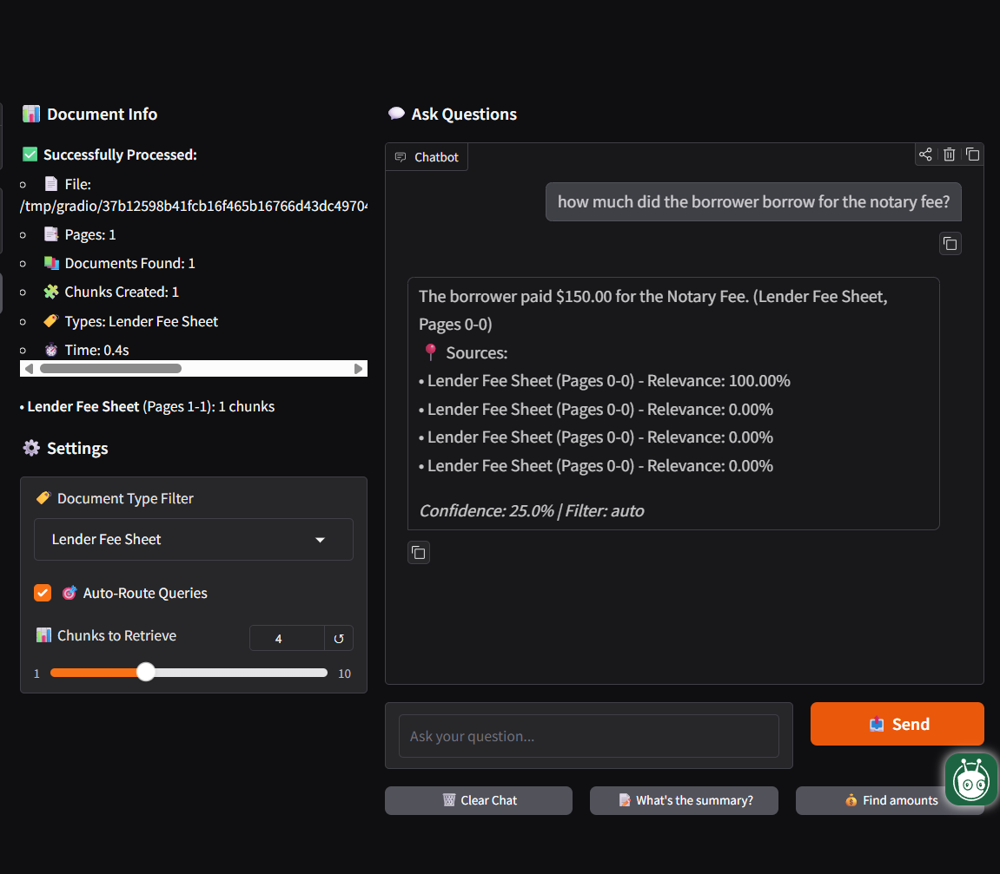 📊 Document Info
✅ Successfully Processed:
📄 File:
/tmp/gradio/37b12598b41fcb16f465b16766d43dc4970
📑 Pages: 1
📚 Documents Found: 1
🧩 Chunks Created: 1
🏷️ Types: Lender Fee Sheet
⏱️ Time: 0.4s
• Lender Fee Sheet (Pages 1-1): 1 chunks
⚙️ Settings
🏷️ Document Type Filter
Lender Fee Sheet
🎯 Auto-Route Queries
📊 Chunks to Retrieve
4
1
10
💬 Ask Questions
Chatbot
how much did the borrower borrow for the notary fee?
The borrower paid $150.00 for the Notary Fee. (Lender Fee Sheet,
Pages 0-0)
📍 Sources:
• Lender Fee Sheet (Pages 0-0) - Relevance: 100.00%
• Lender Fee Sheet (Pages 0-0) - Relevance: 0.00%
• Lender Fee Sheet (Pages 0-0) - Relevance: 0.00%
• Lender Fee Sheet (Pages 0-0) - Relevance: 0.00%
Confidence: 25.0% | Filter: auto
Ask your question...
📤 Send
🗑️ Clear Chat
📝 What's the summary?
💰 Find amounts